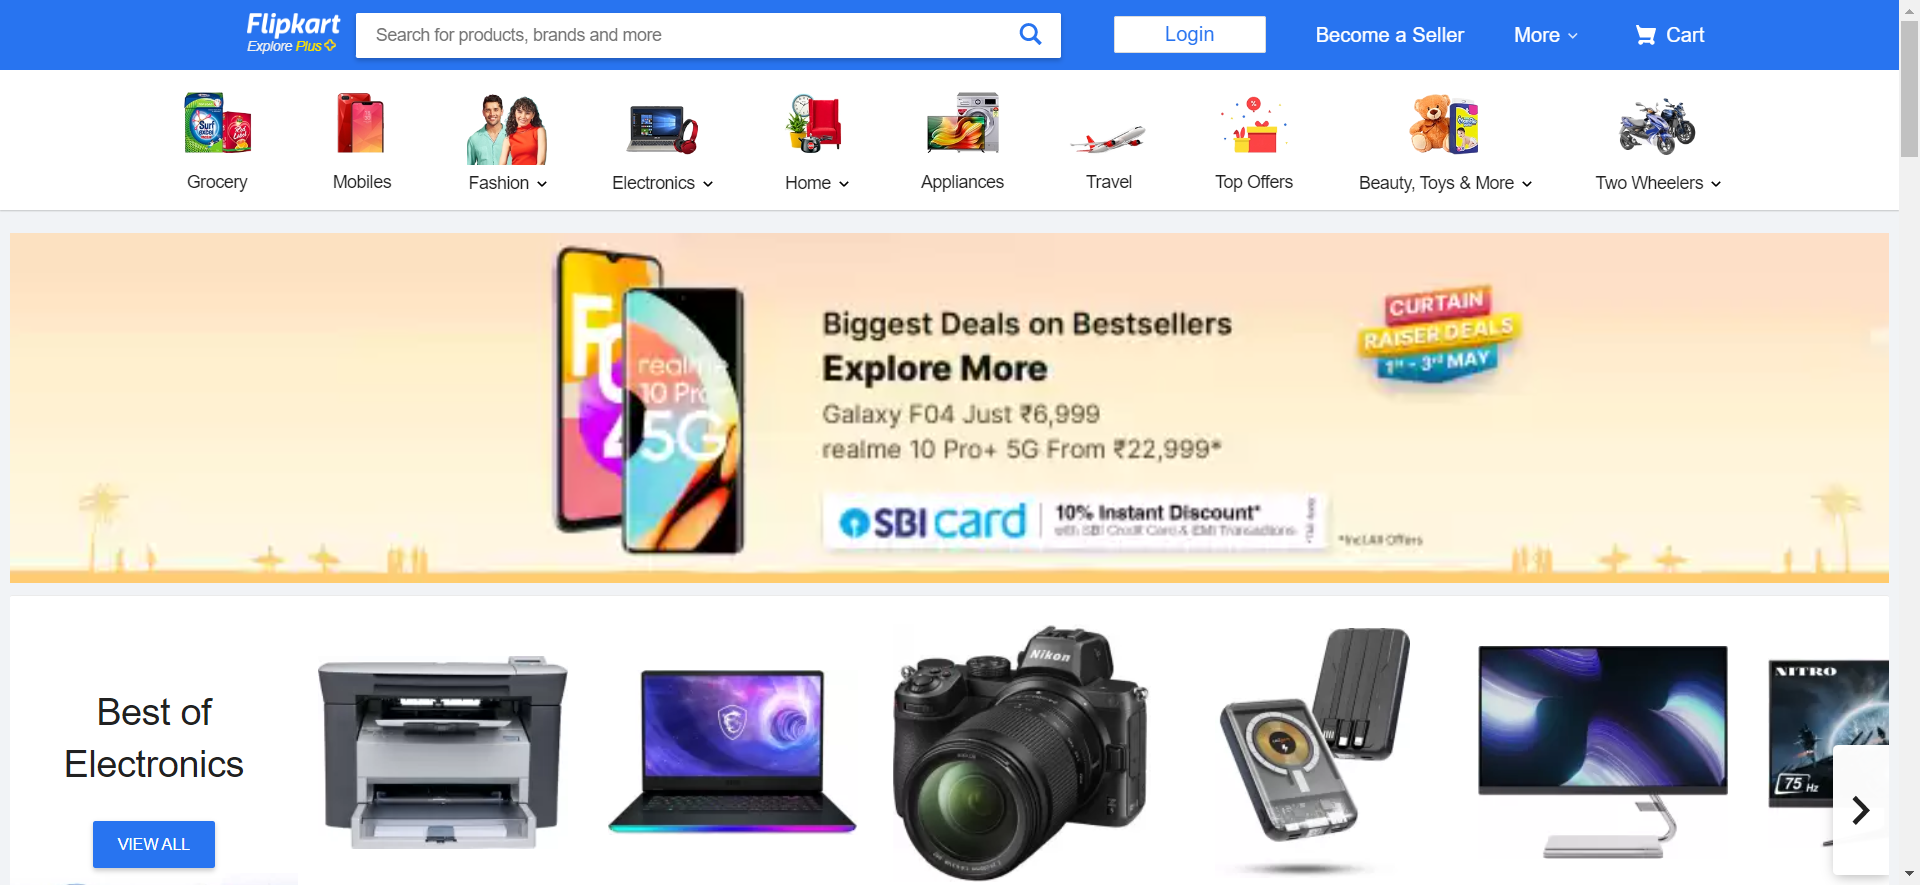 Flipkart
Explore Plus
Search for products, brands and more
Login
Become a Seller
More
Cart
Surf excel
Red Label
Grocery
Mobiles
Fashion
Electronics
Home
Appliances
Travel
%
Top Offers
Beauty, Toys & More
Two Wheelers
realme
10 Pro
5G
Biggest Deals on Bestsellers
Explore More
Galaxy F04 Just ₹6,999
realme 10 Pro+ 5G From ₹22,999*
CURTAIN
RAISER DEALS
1st - 3rd MAY
SBI card
10% Instant Discount*
with SBI Credit Card & EMI Transactions
*Incl.All Offers
Best of
Electronics
VIEW ALL
Nikon
NITRO
75 Hz